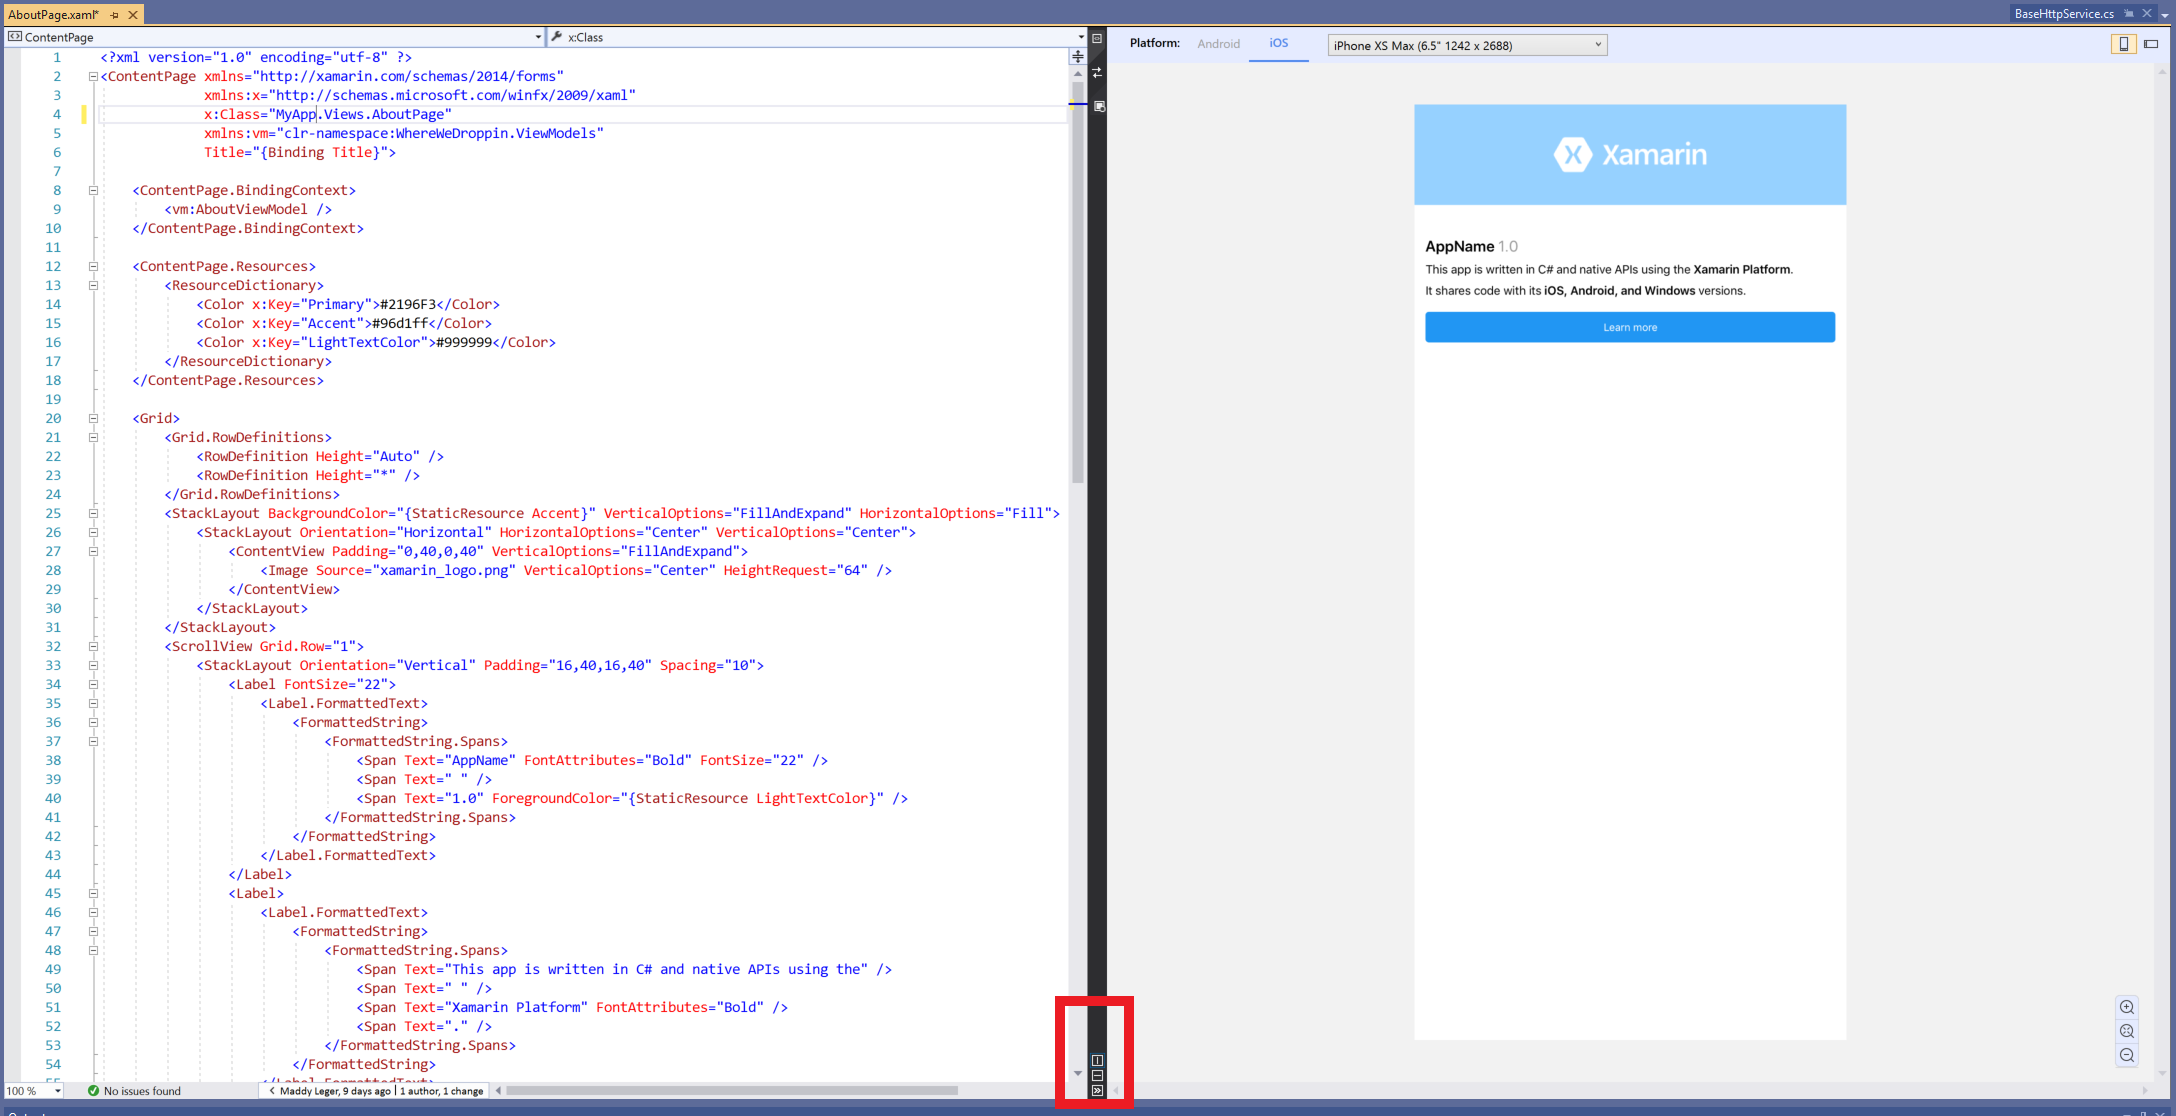 AboutPage.xaml*
BaseHttpService.cs
ContentPage
x:Class
Platform:
Android
iOS
iPhone XS Max (6.5" 1242 x 2688)
1 <?xml version="1.0" encoding="utf-8" ?>
2 <ContentPage xmlns="http://xamarin.com/schemas/2014/forms"
3 xmlns:x="http://schemas.microsoft.com/winfx/2009/xaml"
4 x:Class="MyApp.Views.AboutPage"
5 xmlns:vm="clr-namespace:WhereWeDroppin.ViewModels"
6 Title="{Binding Title}">
7
8 <ContentPage.BindingContext>
9 <vm:AboutViewModel />
10 </ContentPage.BindingContext>
11
12 <ContentPage.Resources>
13 <ResourceDictionary>
14 <Color x:Key="Primary">#2196F3</Color>
15 <Color x:Key="Accent">#96d1ff</Color>
16 <Color x:Key="LightTextColor">#999999</Color>
17 </ResourceDictionary>
18 </ContentPage.Resources>
19
20 <Grid>
21 <Grid.RowDefinitions>
22 <RowDefinition Height="Auto" />
23 <RowDefinition Height="*" />
24 </Grid.RowDefinitions>
25 <StackLayout BackgroundColor="{StaticResource Accent}" VerticalOptions="FillAndExpand" HorizontalOptions="Fill">
26 <StackLayout Orientation="Horizontal" HorizontalOptions="Center" VerticalOptions="Center">
27 <ContentView Padding="0,40,0,40" VerticalOptions="FillAndExpand">
28 <Image Source="xamarin_logo.png" VerticalOptions="Center" HeightRequest="64" />
29 </ContentView>
30 </StackLayout>
31 </StackLayout>
32 <ScrollView Grid.Row="1">
33 <StackLayout Orientation="Vertical" Padding="16,40,16,40" Spacing="10">
34 <Label FontSize="22">
35 <Label.FormattedText>
36 <FormattedString>
37 <FormattedString.Spans>
38 <Span Text="AppName" FontAttributes="Bold" FontSize="22" />
39 <Span Text=" " />
40 <Span Text="1.0" ForegroundColor="{StaticResource LightTextColor}" />
41 </FormattedString.Spans>
42 </FormattedString>
43 </Label.FormattedText>
44 </Label>
45 <Label>
46 <Label.FormattedText>
47 <FormattedString>
48 <FormattedString.Spans>
49 <Span Text="This app is written in C# and native APIs using the" />
50 <Span Text=" " />
51 <Span Text="Xamarin Platform" FontAttributes="Bold" />
52 <Span Text="." />
53 </FormattedString.Spans>
54 </FormattedString>
100 %
No issues found
Maddy Leger, 9 days ago | 1 author, 1 change
Xamarin
AppName 1.0
This app is written in C# and native APIs using the Xamarin Platform.
It shares code with its iOS, Android, and Windows versions.
Learn more